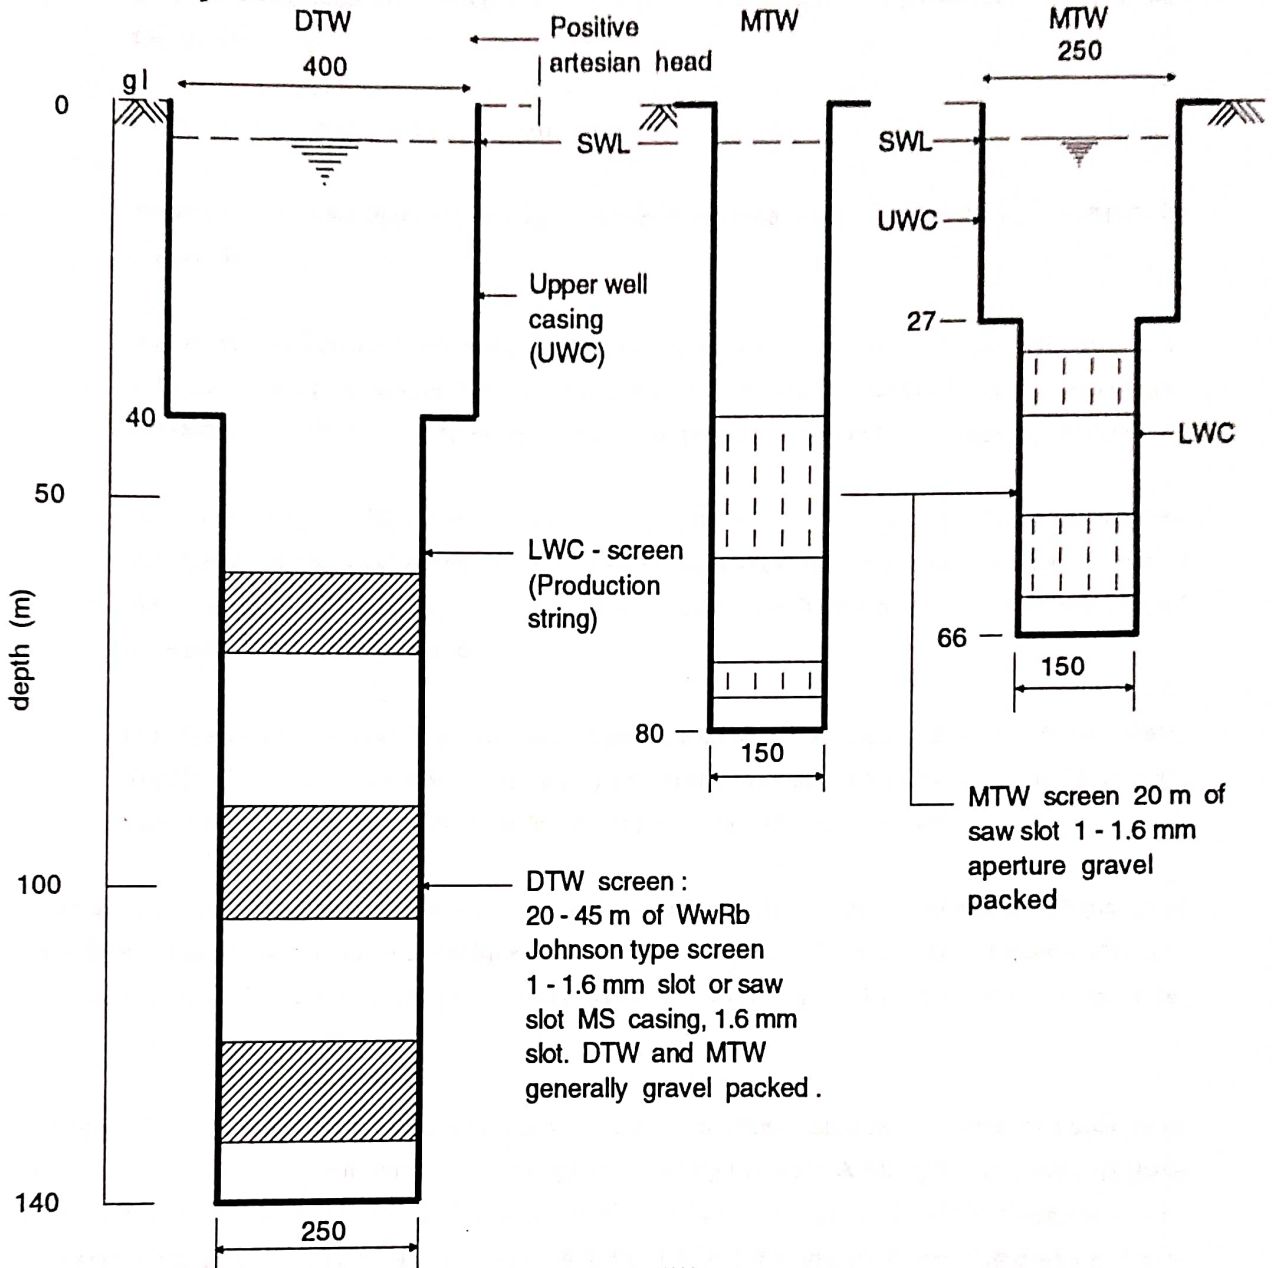 DTW
Positive
artesian head
MTW
MTW
250
400
gl
0
SWL
SWL
UWC
Upper well
casing
(UWC)
27
40
LWC
50
LWC - screen
(Production
string)
depth (m)
66
150
80
150
MTW screen 20 m of
saw slot 1 - 1.6 mm
aperture gravel
packed
100
DTW screen :
20 - 45 m of WwRb
Johnson type screen
1 - 1.6 mm slot or saw
slot MS casing, 1.6 mm
slot. DTW and MTW
generally gravel packed .
140
250